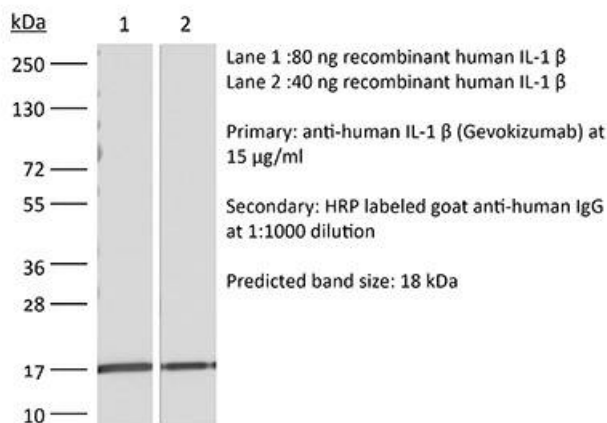 kDa
1 2
250
130
72
55
36
28
17
10
Lane 1 :80 ng recombinant human IL-1 β
Lane 2 :40 ng recombinant human IL-1 β
Primary: anti-human IL-1 β (Gevokizumab) at
15 µg/ml
Secondary: HRP labeled goat anti-human IgG
at 1:1000 dilution
Predicted band size: 18 kDa